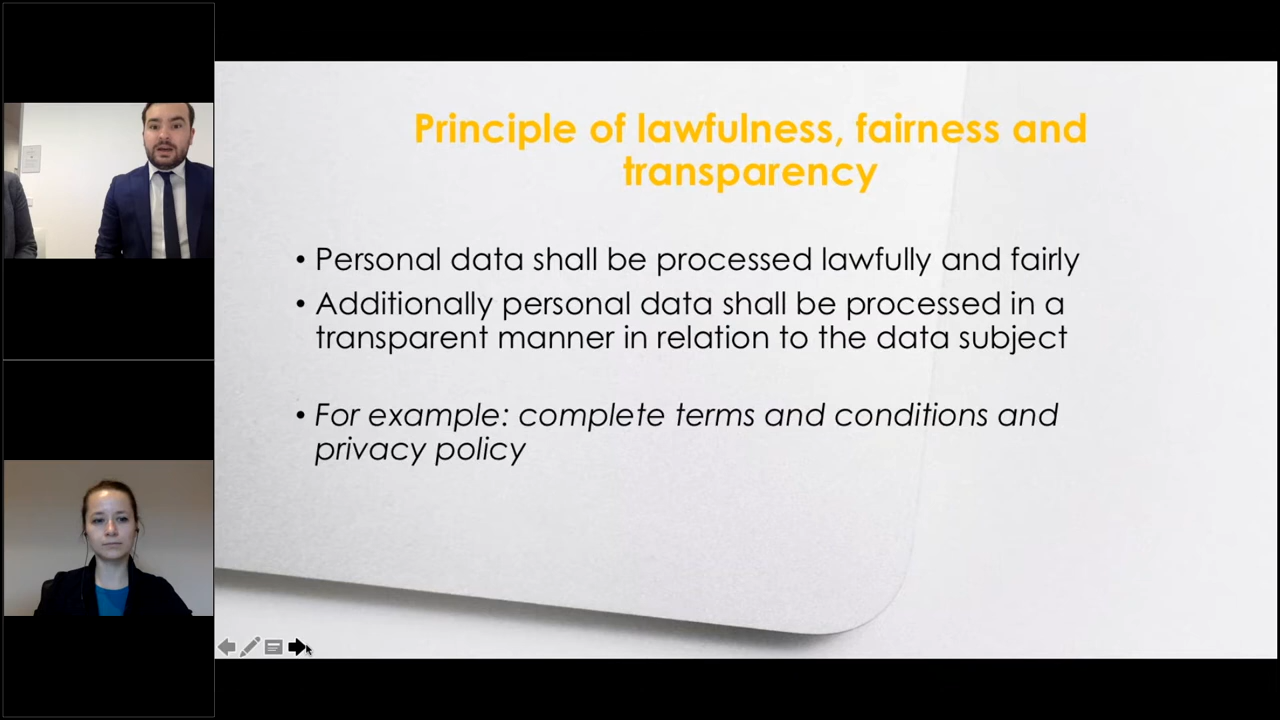 Principle of lawfulness, fairness and
transparency
• Personal data shall be processed lawfully and fairly
• Additionally personal data shall be processed in a
transparent manner in relation to the data subject
• For example: complete terms and conditions and
privacy policy